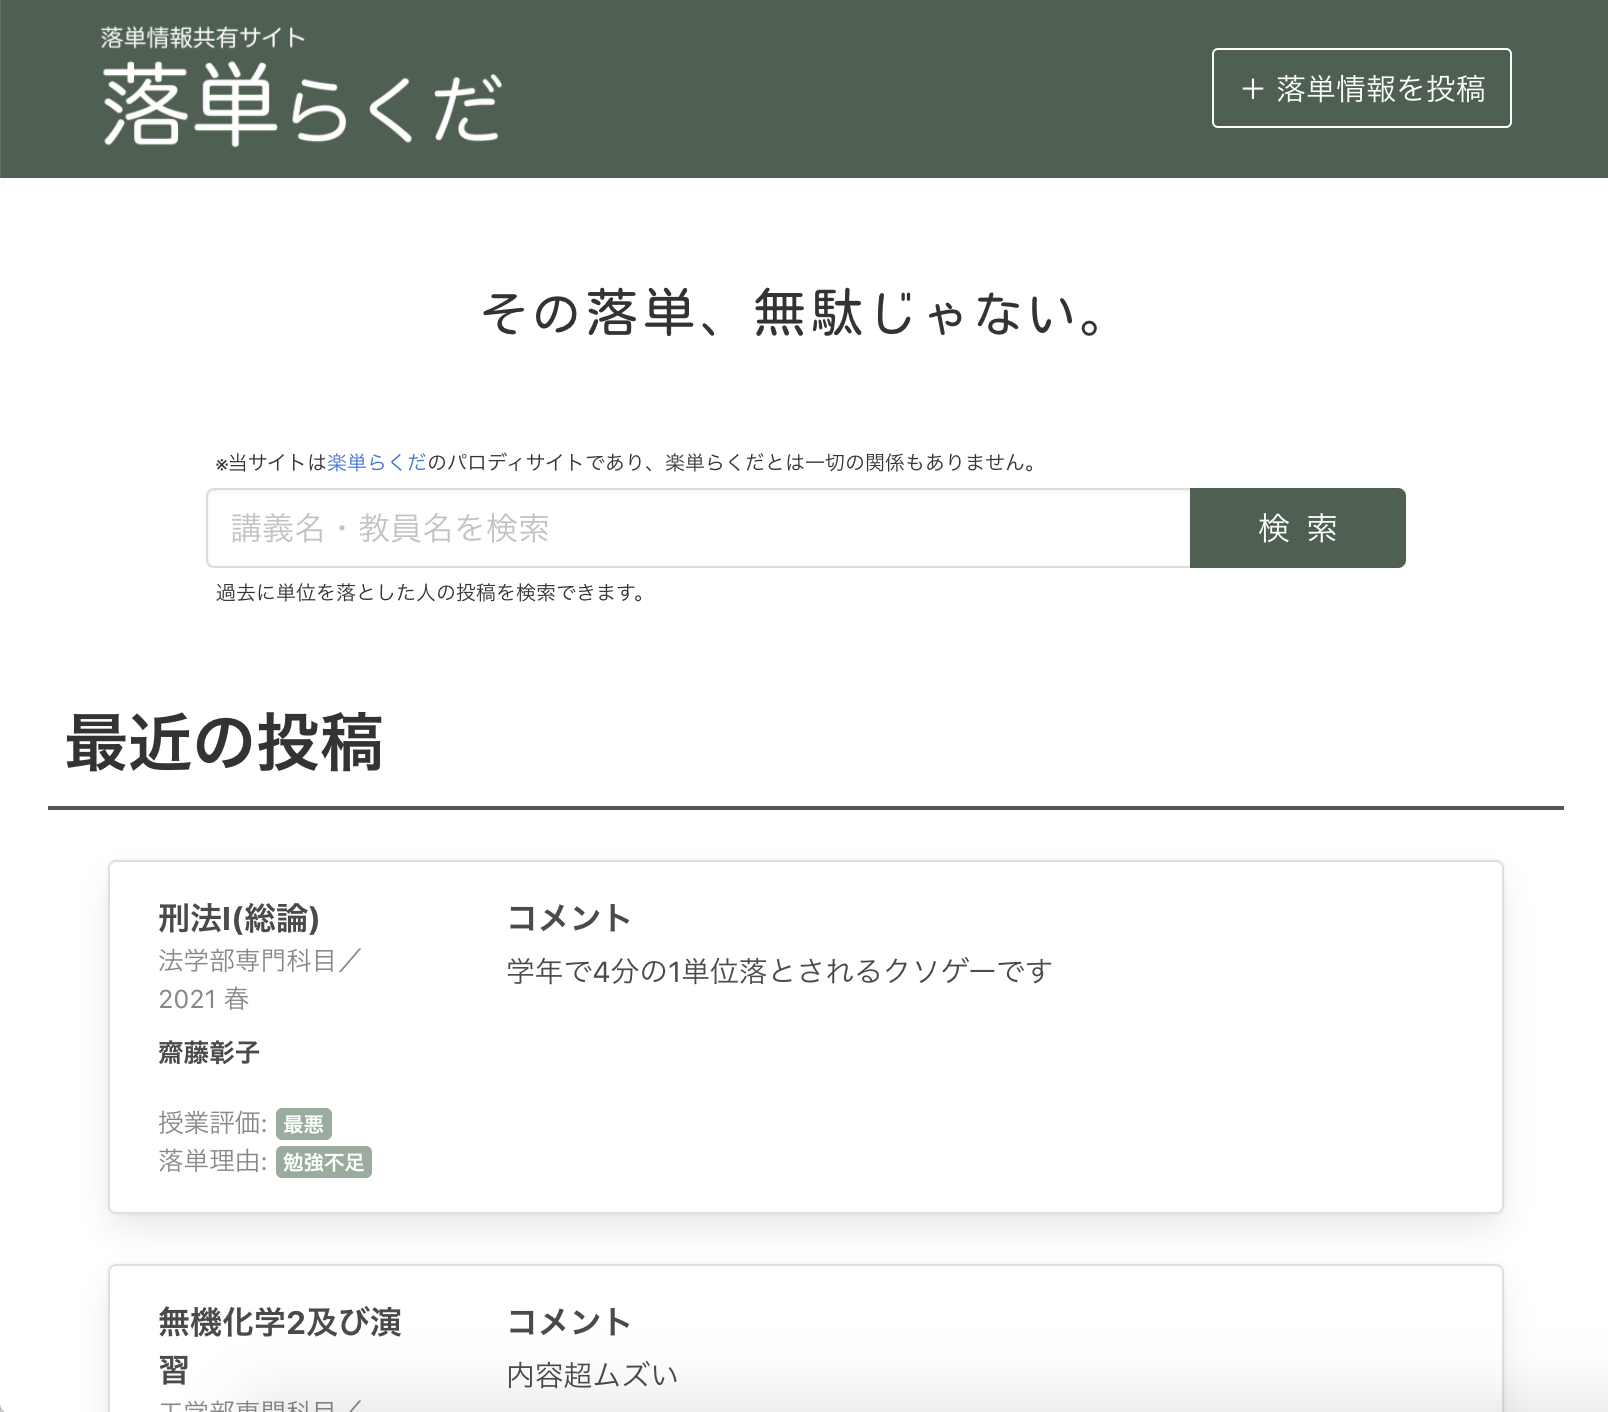 落単情報共有サイト
落単らくだ
＋ 落単情報を投稿
その落単、無駄じゃない。
※当サイトは楽単らくだのパロディサイトであり、楽単らくだとは一切の関係もありません。
講義名・教員名を検索
検 索
過去に単位を落とした人の投稿を検索できます。
最近の投稿
刑法I(総論)
法学部専門科目／
2021 春
齋藤彰子
授業評価: 最悪
落単理由: 勉強不足
コメント
学年で4分の1単位落とされるクソゲーです
無機化学2及び演
習
工学部専門科目／
コメント
内容超ムズい